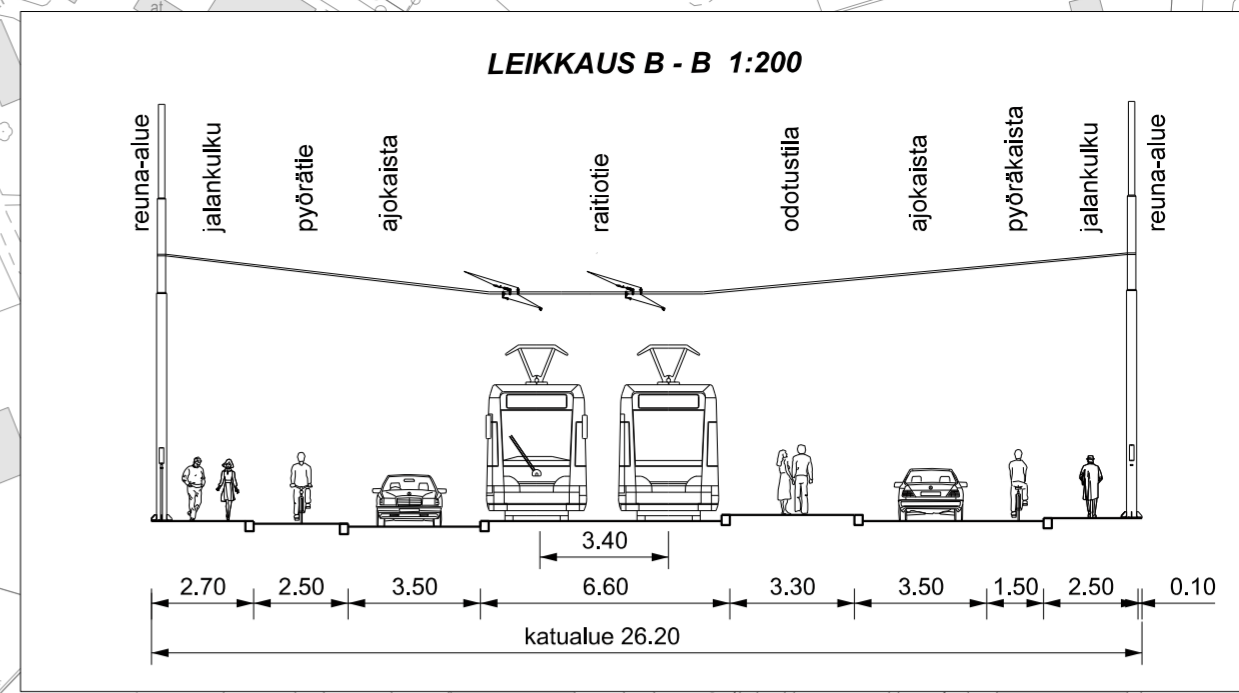 at
LEIKKAUS B - B 1:200
reuna-alue
jalankulku
pyörätie
ajokaista
raitiotie
odotustila
ajokaista
pyöräkaista
jalankulku
reuna-alue
3.40
2.70 2.50 3.50 6.60 3.30 3.50 1.50 2.50 0.10
katualue 26.20